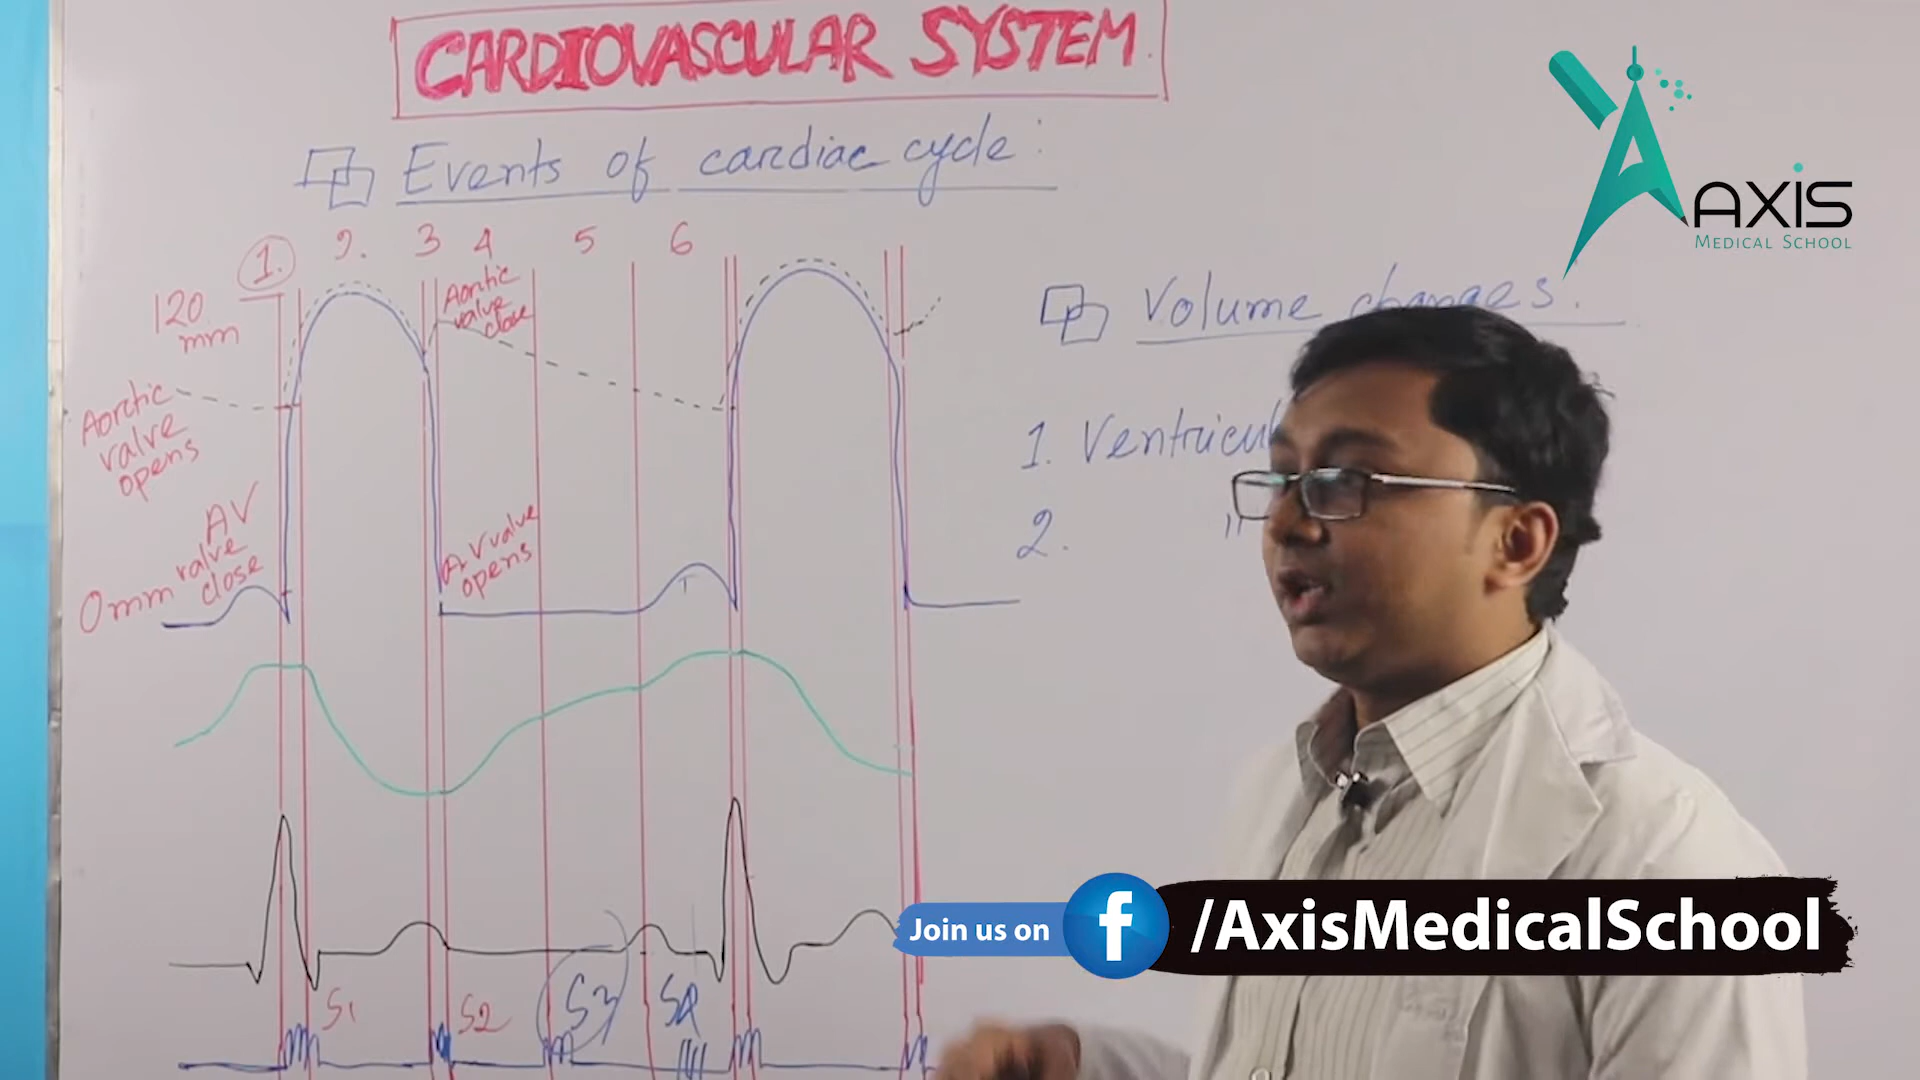 CARDIOVASCULAR SYSTEM
Events of cardiac cycle:
1. 2. 3 4 5 6
120
mm
Aortic
valve
close
Aortic
valve
opens
AV
valve
close
0mm
AV valve
opens
S1 S2 S3 S4
Volume changes.
1. Ventricul
2. "
AXIS
MEDICAL SCHOOL
Join us on
f
/AxisMedicalSchool